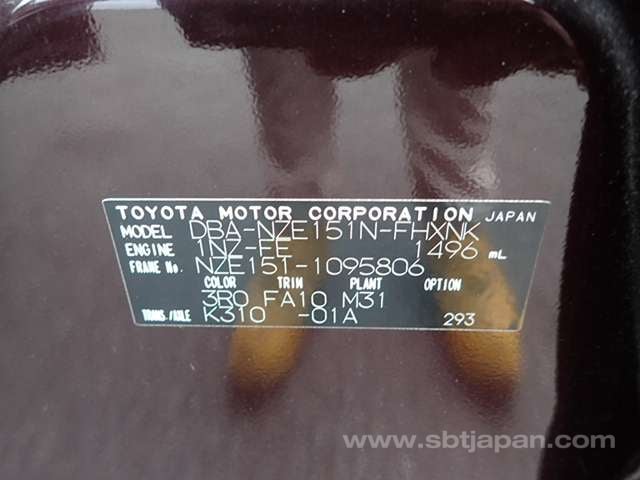 TOYOTA MOTOR CORPORATION JAPAN
MODEL DBA-NZE151N-FHXNK
ENGINE 1NZ-FE 1496 mL
FRAME No. NZE151-1095806
COLOR TRIM PLANT OPTION
3R0 FA10 M31
TRANS./AXLE K310 -01A 293
www.sbtjapan.com